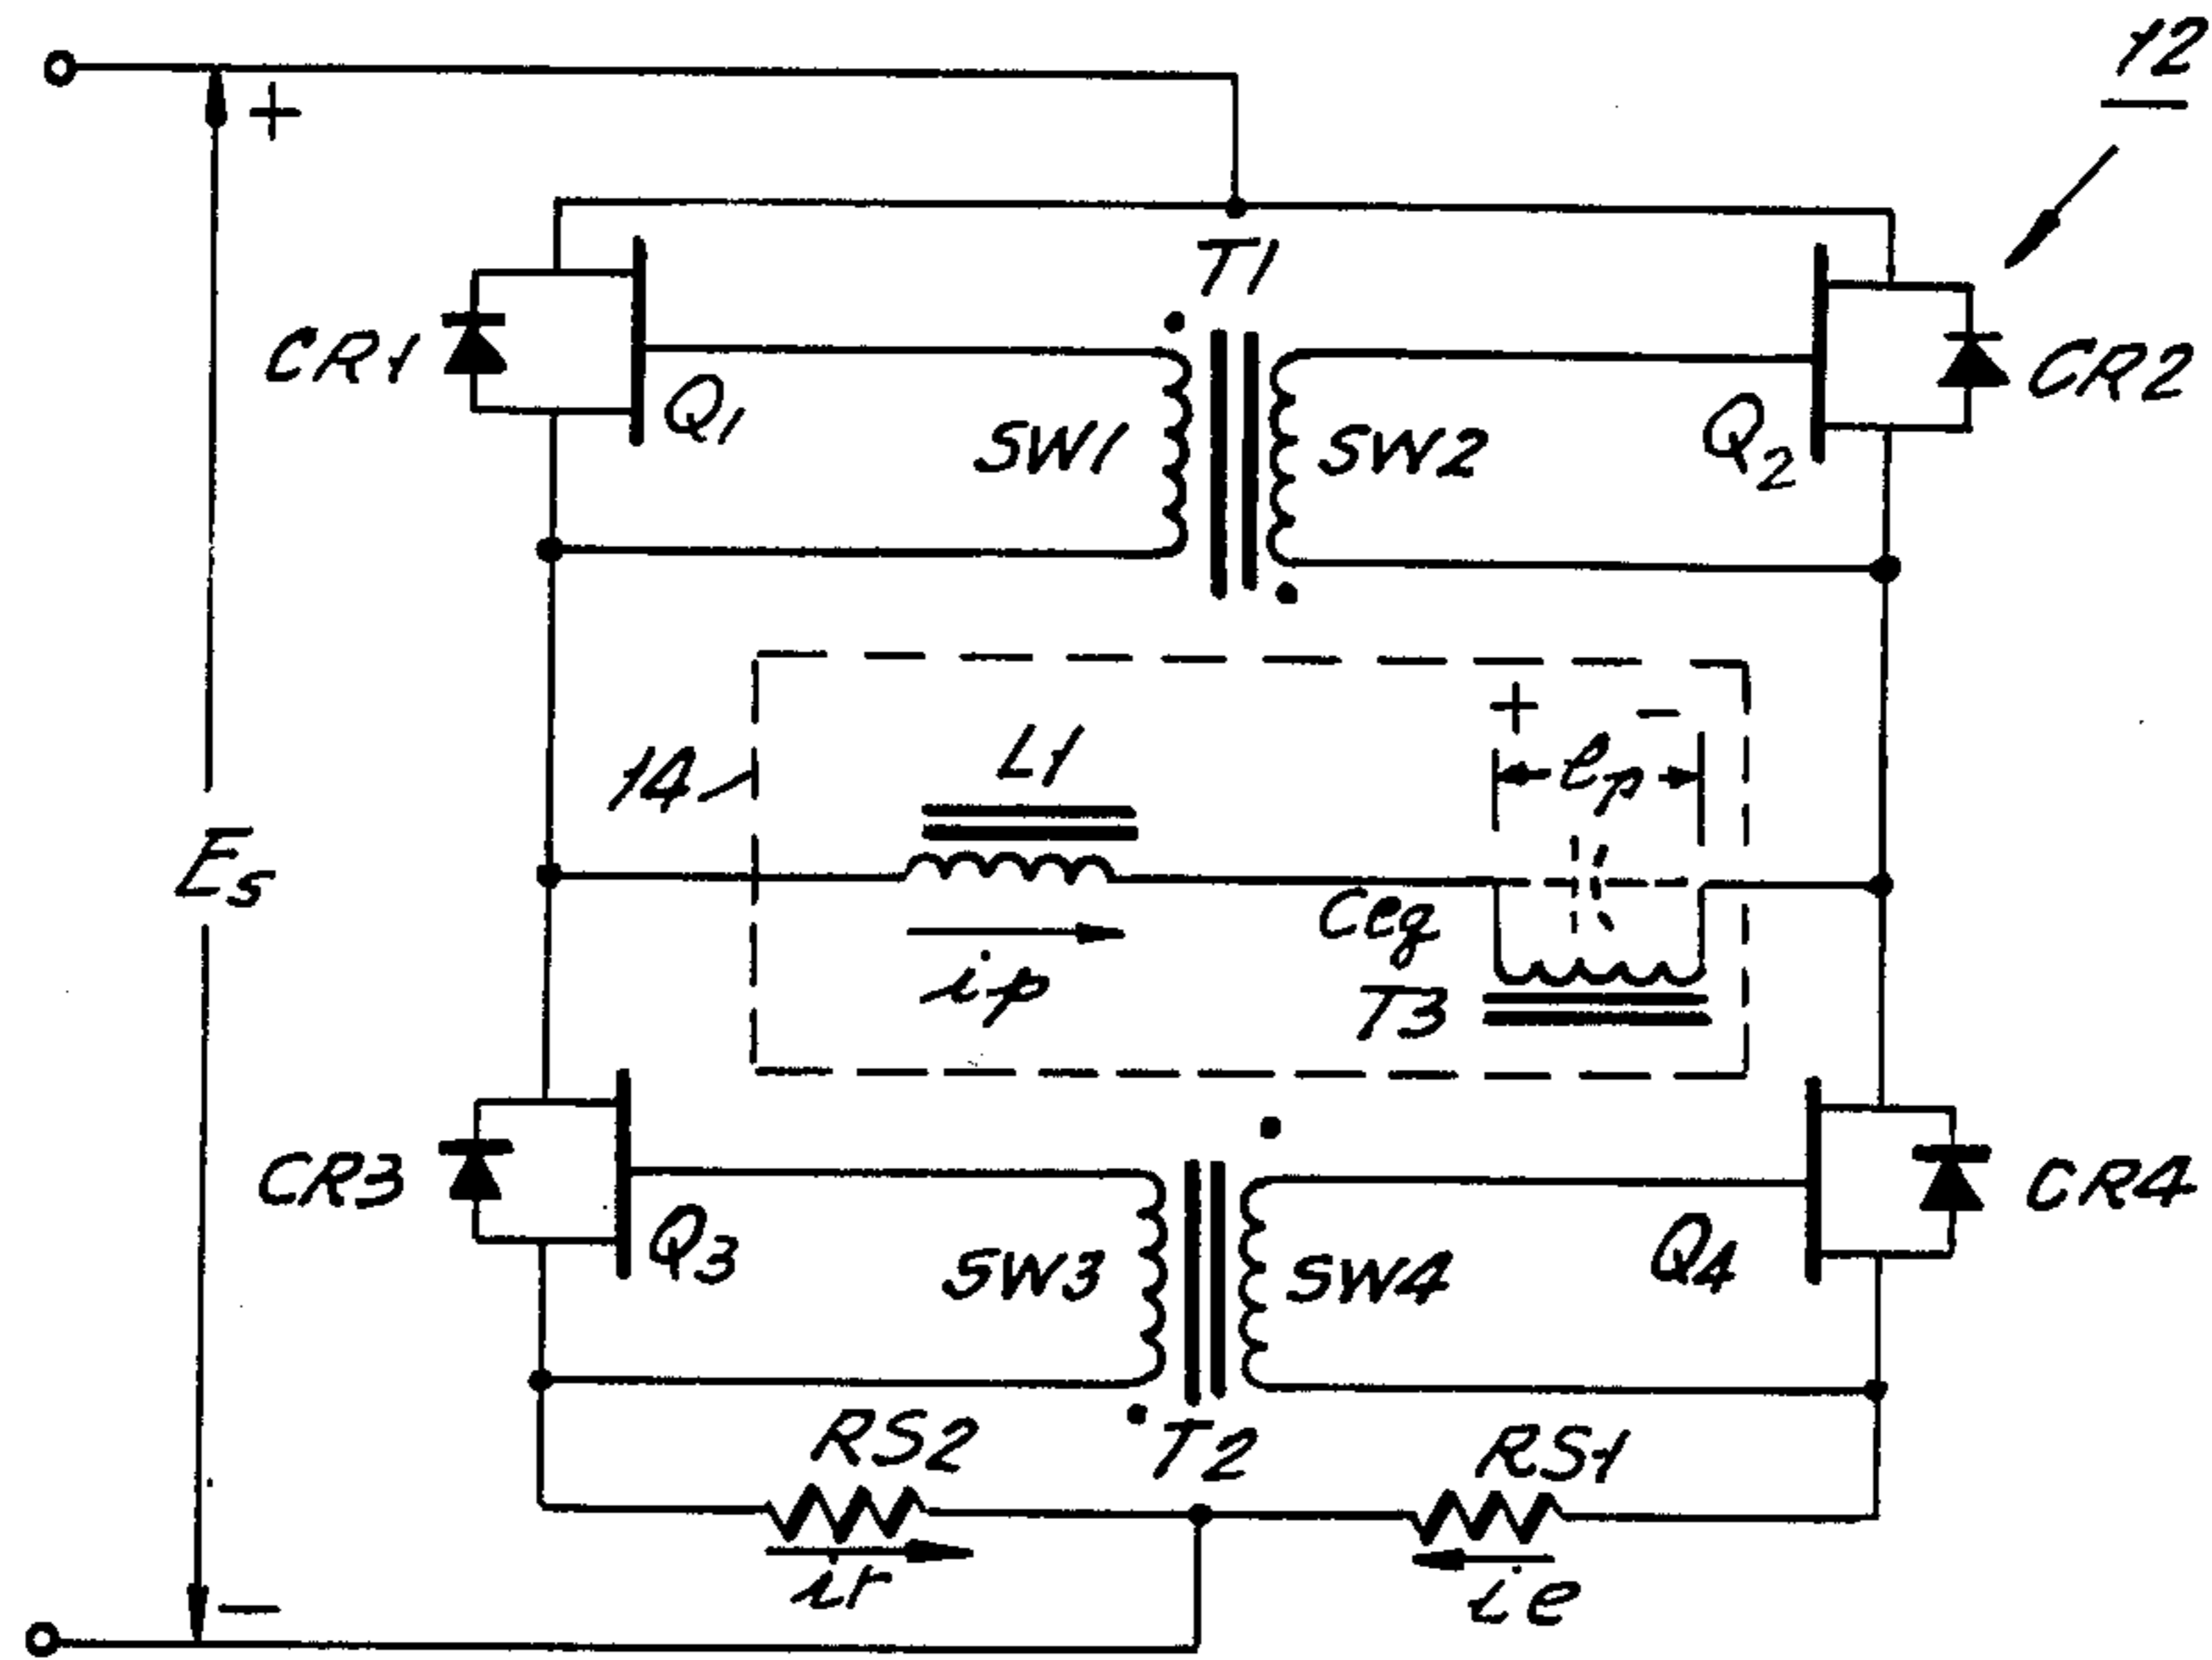 12
+
T1
CR1
Q1
SW1
SW2
Q2
CR2
+ −
14
L1
ep
Es
Ceq
ip
T3
CR3
Q3
SW3
SW4
Q4
CR4
RS2
T2
RS1
ir
ie
−